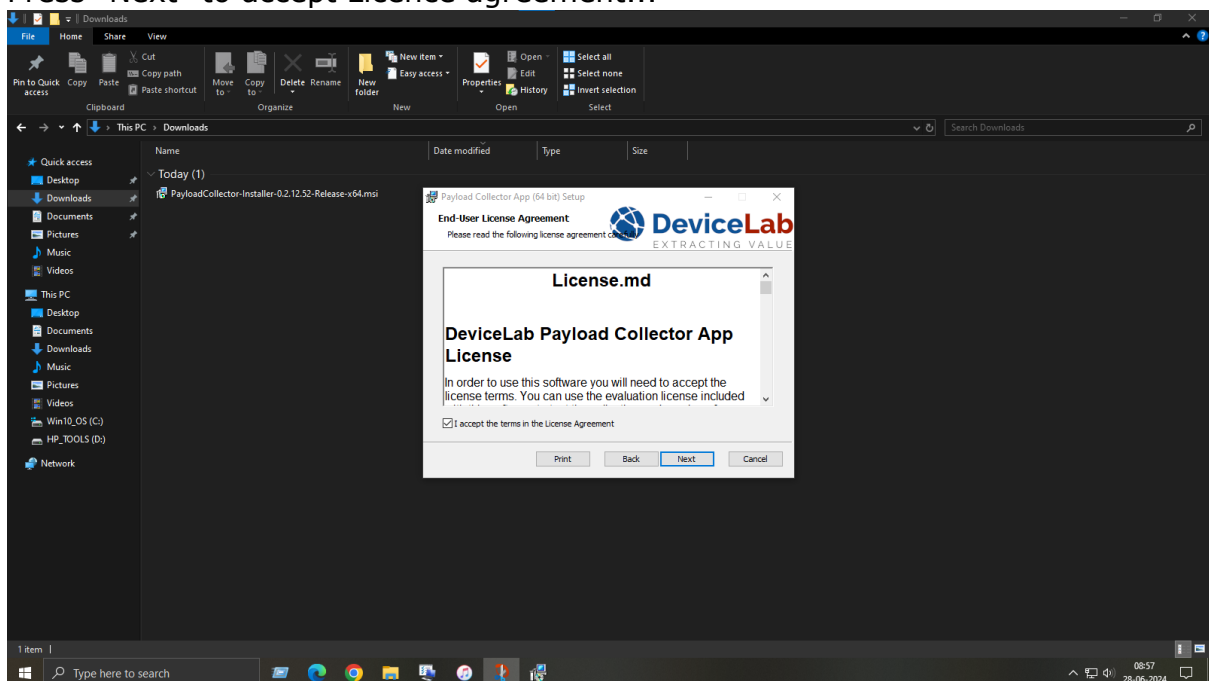 Press "Next" to accept Licence agreement...
Downloads
File Home Share View
Pin to Quick access
Copy
Paste
Cut
Copy path
Paste shortcut
Clipboard
Move to
Copy to
Delete
Rename
Organize
New folder
New item
Easy access
New
Properties
Open
Edit
History
Open
Select all
Select none
Invert selection
Select
This PC > Downloads
Search Downloads
Name Date modified Type Size
Today (1)
PayloadCollector-Installer-0.2.12.52-Release-x64.msi
Quick access
Desktop
Downloads
Documents
Pictures
Music
Videos
This PC
Desktop
Documents
Downloads
Music
Pictures
Videos
Win10_OS (C:)
HP_TOOLS (D:)
Network
Payload Collector App (64 bit) Setup
End-User License Agreement
Please read the following license agreement
DeviceLab
EXTRACTING VALUE
License.md
DeviceLab Payload Collector App
License
In order to use this software you will need to accept the
license terms. You can use the evaluation license included
I accept the terms in the License Agreement
Print Back Next Cancel
1 item
Type here to search
08:57
28-06-2024